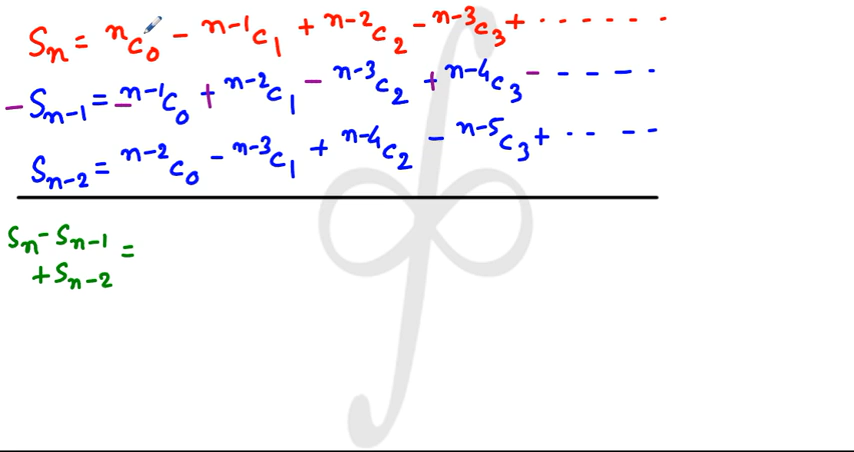 Sₙ = ⁿC₀ - ⁿ⁻¹C₁ + ⁿ⁻²C₂ - ⁿ⁻³C₃ + .......
- Sₙ₋₁ = - ⁿ⁻¹C₀ + ⁿ⁻²C₁ - ⁿ⁻³C₂ + ⁿ⁻⁴C₃ - - - - -
Sₙ₋₂ = ⁿ⁻²C₀ - ⁿ⁻³C₁ + ⁿ⁻⁴C₂ - ⁿ⁻⁵C₃ + .. -- --
Sₙ - Sₙ₋₁ =
+ Sₙ₋₂